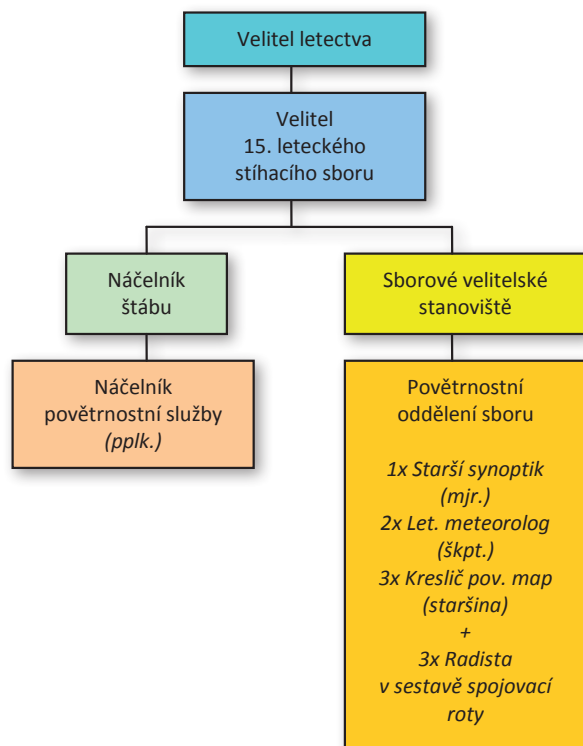 Velitel letectva
Velitel
15. leteckého
stíhacího sboru
Náčelník
štábu
Sborové velitelské
stanoviště
Náčelník
povětrnostní služby
(pplk.)
Povětrnostní
oddělení sboru
1x Starší synoptik
(mjr.)
2x Let. meteorolog
(škpt.)
3x Kreslič pov. map
(staršina)
+
3x Radista
v sestavě spojovací
roty